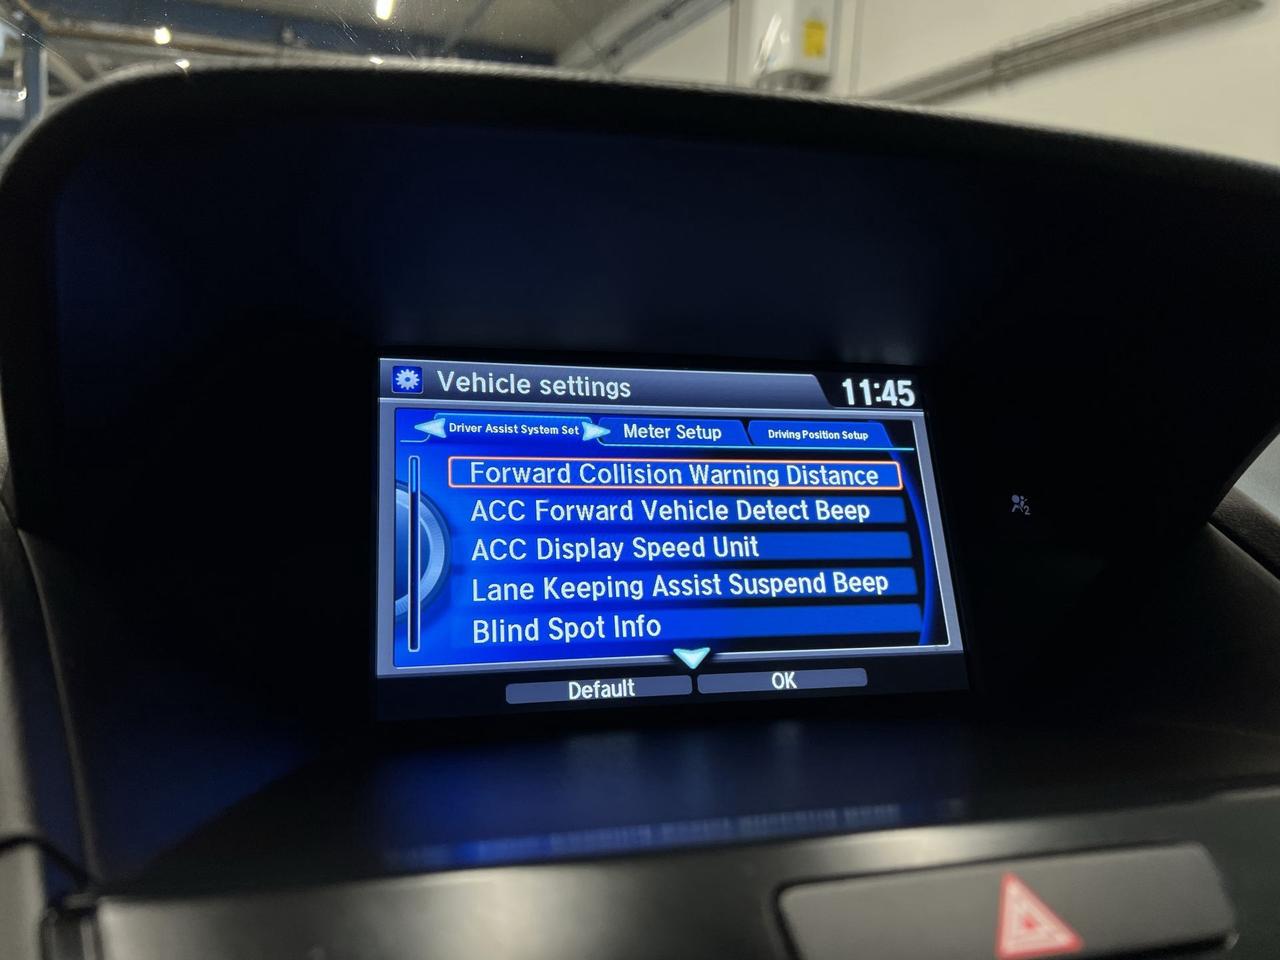 Vehicle settings
11:45
Driver Assist System Set
Meter Setup
Driving Position Setup
Forward Collision Warning Distance
ACC Forward Vehicle Detect Beep
ACC Display Speed Unit
Lane Keeping Assist Suspend Beep
Blind Spot Info
Default
OK
2